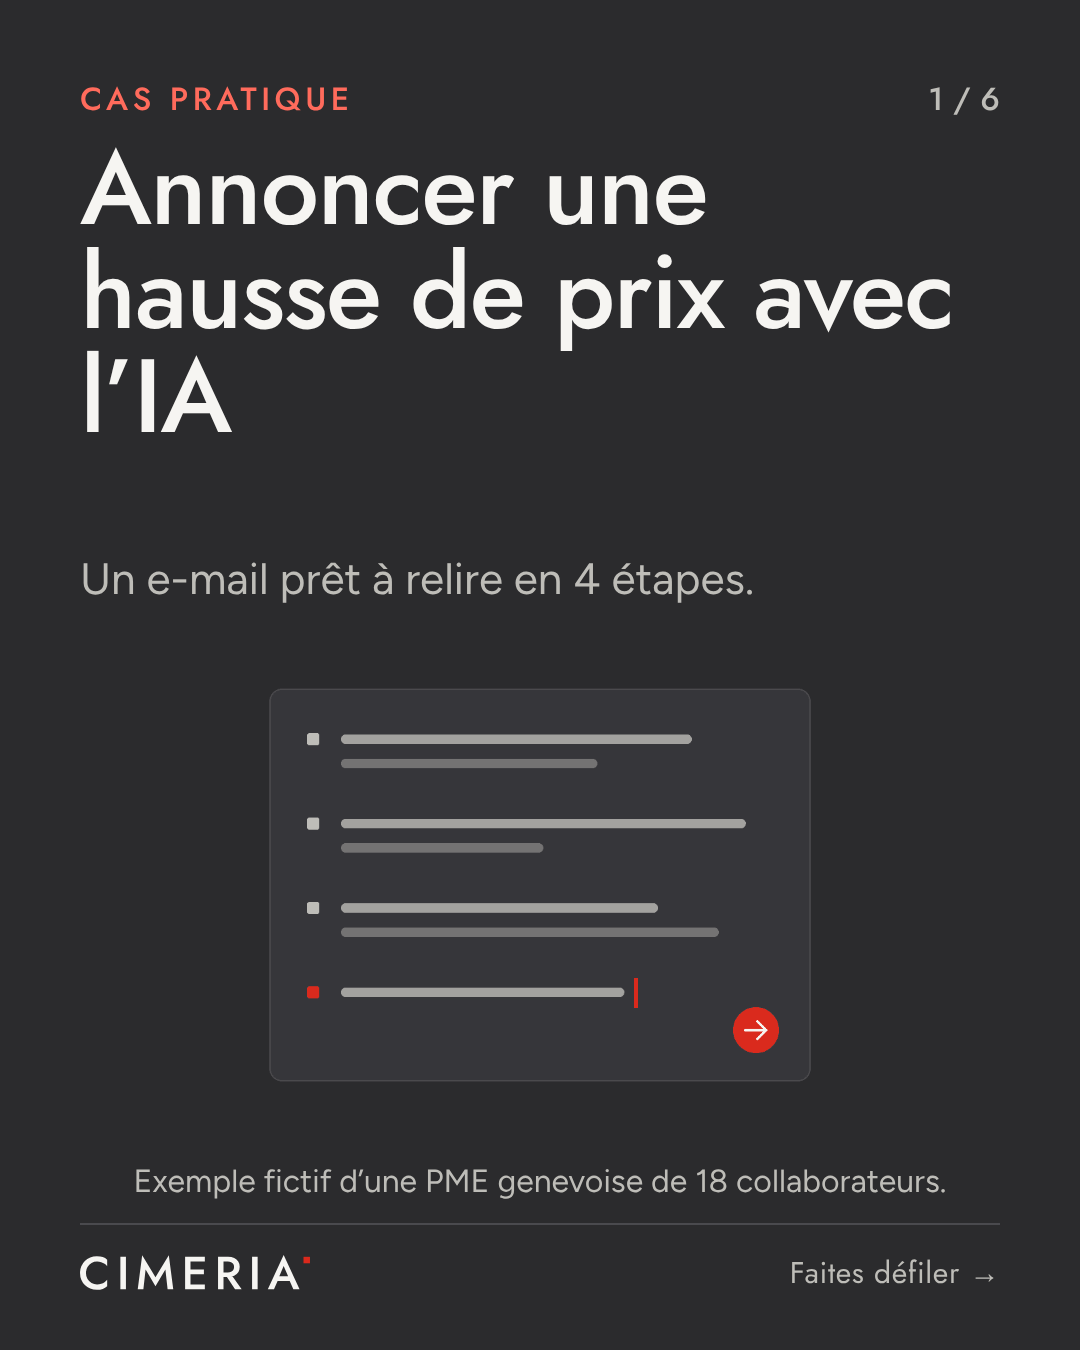 CAS PRATIQUE
1 / 6
Annoncer une
hausse de prix avec
l’IA
Un e-mail prêt à relire en 4 étapes.
Exemple fictif d’une PME genevoise de 18 collaborateurs.
CIMERIA
Faites défiler →